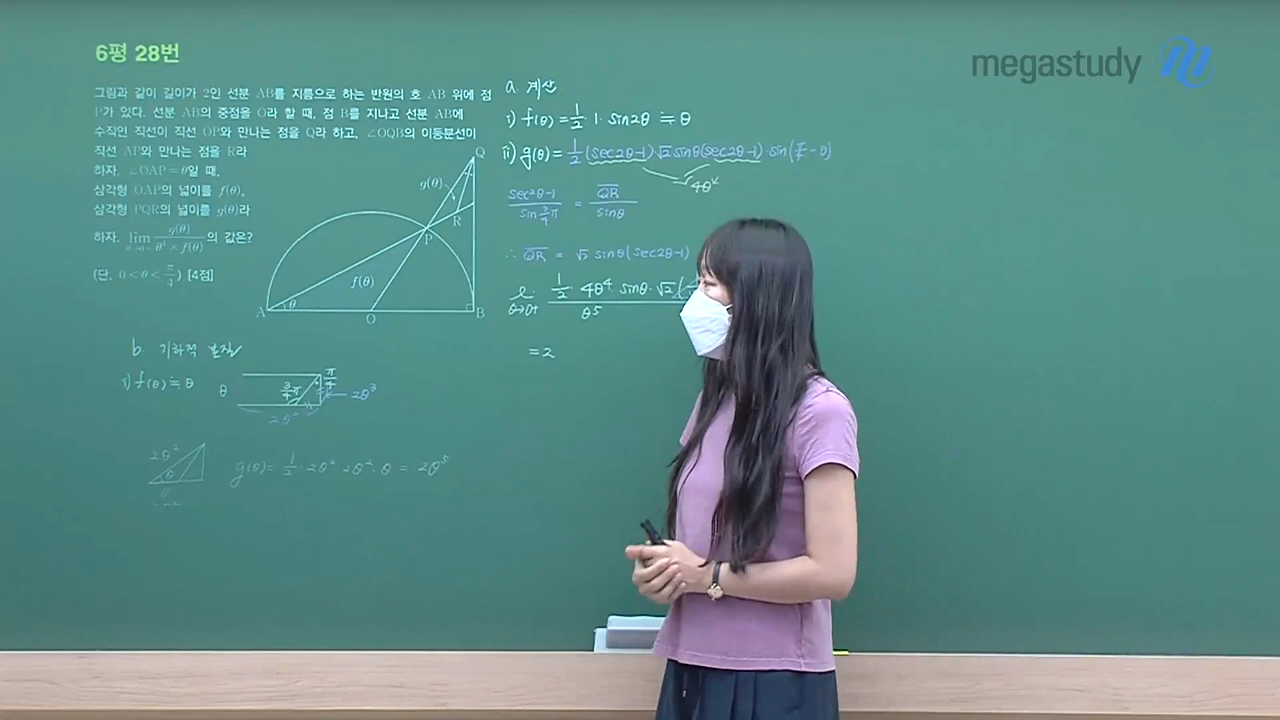 6평 28번
megastudy
그림과 같이 길이가 2인 선분 AB를 지름으로 하는 반원의 호 AB 위에 점
P가 있다. 선분 AB의 중점을 O라 할 때, 점 B를 지나고 선분 AB에
수직인 직선이 직선 OP와 만나는 점을 Q라 하고, ∠OQB의 이등분선이
직선 AP와 만나는 점을 R라
하자. ∠OAP=θ일 때,
삼각형 OAP의 넓이를 f(θ),
삼각형 PQR의 넓이를 g(θ)라
하자. lim θ→0+ g(θ)/(θ⁴×f(θ)) 의 값은?
(단, 0<θ<π/4) [4점]
Q
g(θ)
R
P
f(θ)
A θ O B
a. 계산
i) f(θ) = 1/2 · 1 · sin2θ ≒ θ
ii) g(θ) = 1/2 (sec2θ-1) √2 sinθ (sec2θ-1) · sin(π/4 - θ)
4θ⁴
sec2θ-1 / sin 3/4π = QR / sinθ
∴ QR = √2 sinθ (sec2θ-1)
θ→0+ 1/2 · 4θ⁴ · sinθ · √2 / θ⁵
= 2
b. 기하적 성질
i) f(θ) ≒ θ
θ 3/4π π/4 2θ³
2θ²
2θ² θ
g(θ) = 1/2 · 2θ² · 2θ² · θ = 2θ⁵